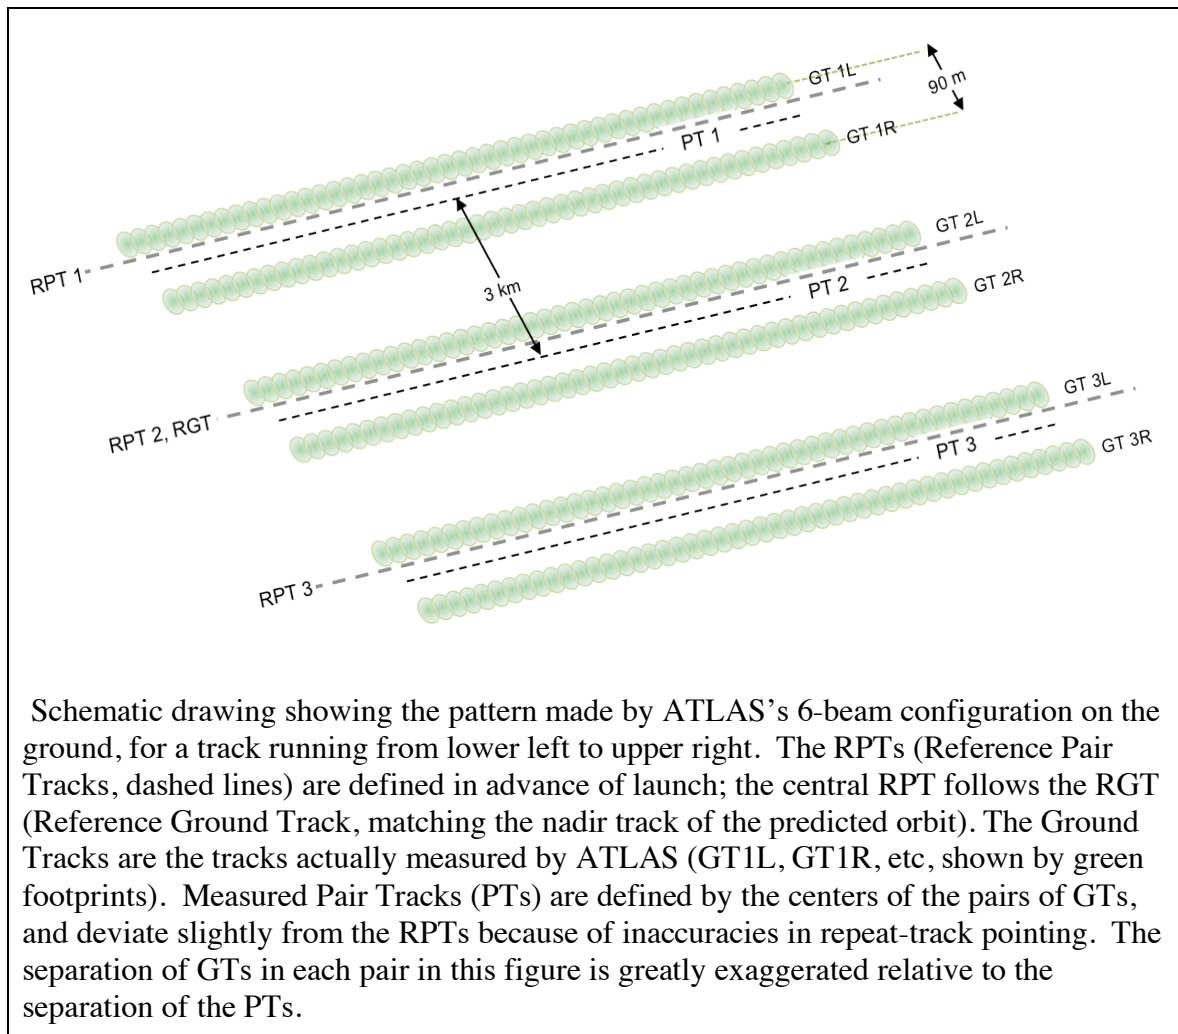 GT 1L
90 m
GT 1R
PT 1
RPT 1
3 km
GT 2L
PT 2
GT 2R
RPT 2, RGT
GT 3L
PT 3
GT 3R
RPT 3
Schematic drawing showing the pattern made by ATLAS's 6-beam configuration on the
ground, for a track running from lower left to upper right.  The RPTs (Reference Pair
Tracks, dashed lines) are defined in advance of launch; the central RPT follows the RGT
(Reference Ground Track, matching the nadir track of the predicted orbit). The Ground
Tracks are the tracks actually measured by ATLAS (GT1L, GT1R, etc, shown by green
footprints).  Measured Pair Tracks (PTs) are defined by the centers of the pairs of GTs,
and deviate slightly from the RPTs because of inaccuracies in repeat-track pointing.  The
separation of GTs in each pair in this figure is greatly exaggerated relative to the
separation of the PTs.